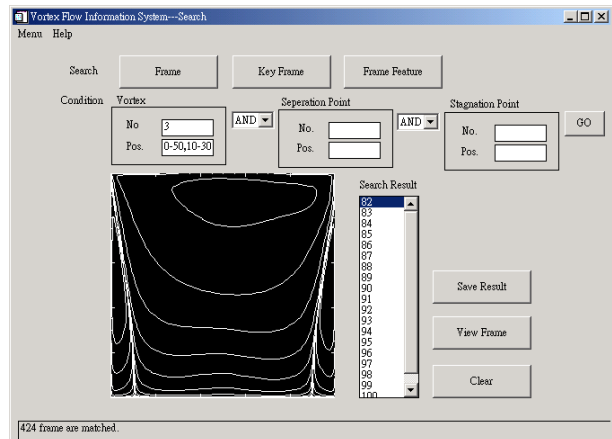 Vortex Flow Information System---Search
Menu Help
Search Frame Key Frame Frame Feature
Condition Vortex Seperation Point Stagnation Point
No 3 AND No. AND No. GO
Pos. 0-50,10-30 Pos. Pos.
Search Result
82
83
84
85
86
87
88
89
90
91
92
93
94
95
96
97
98
99
100
Save Result
View Frame
Clear
424 frame are matched.